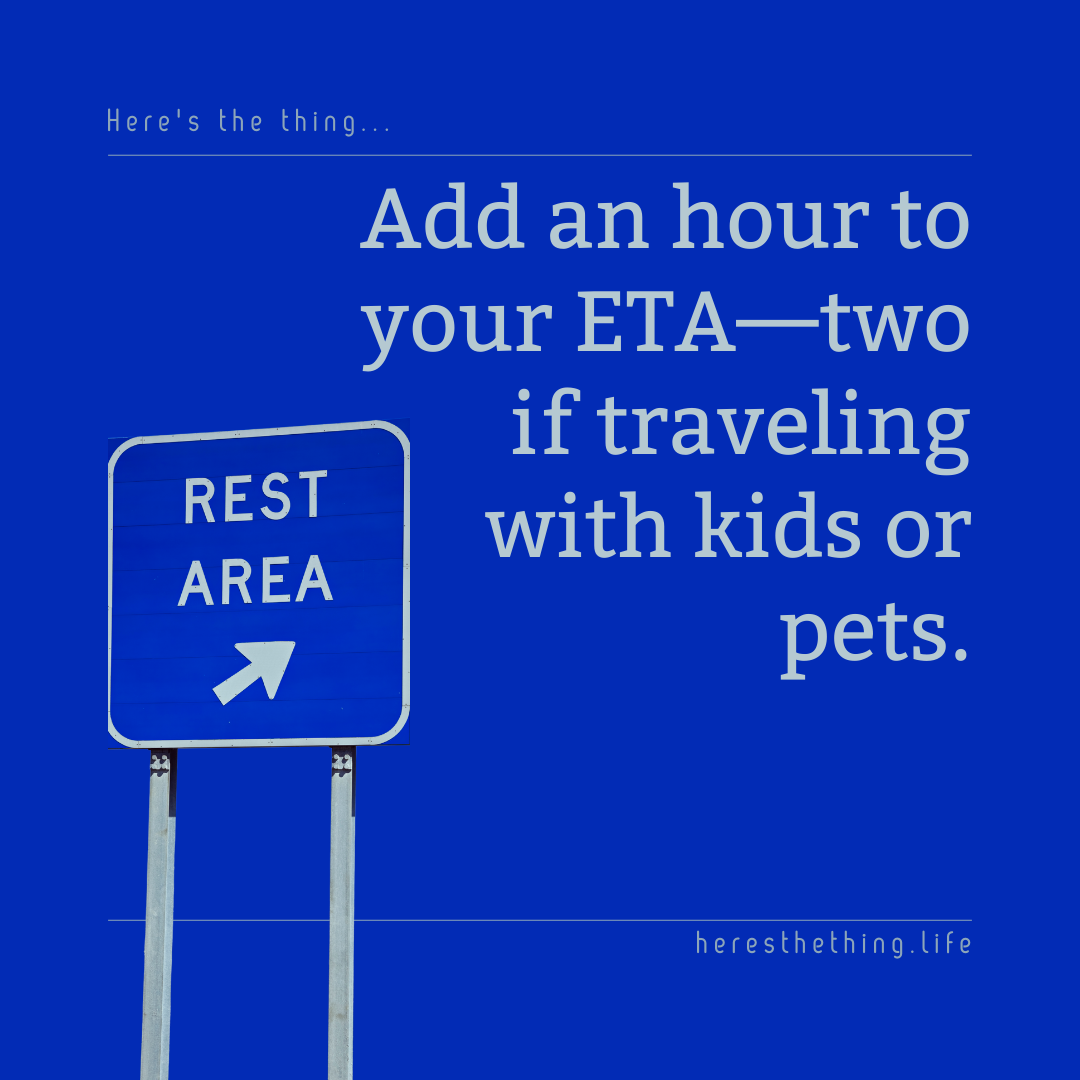 Here's the thing...
Add an hour to
your ETA—two
if traveling
with kids or
pets.
REST
AREA
heresthething.life